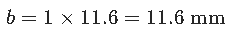 b = 1 × 11.6 = 11.6 mm